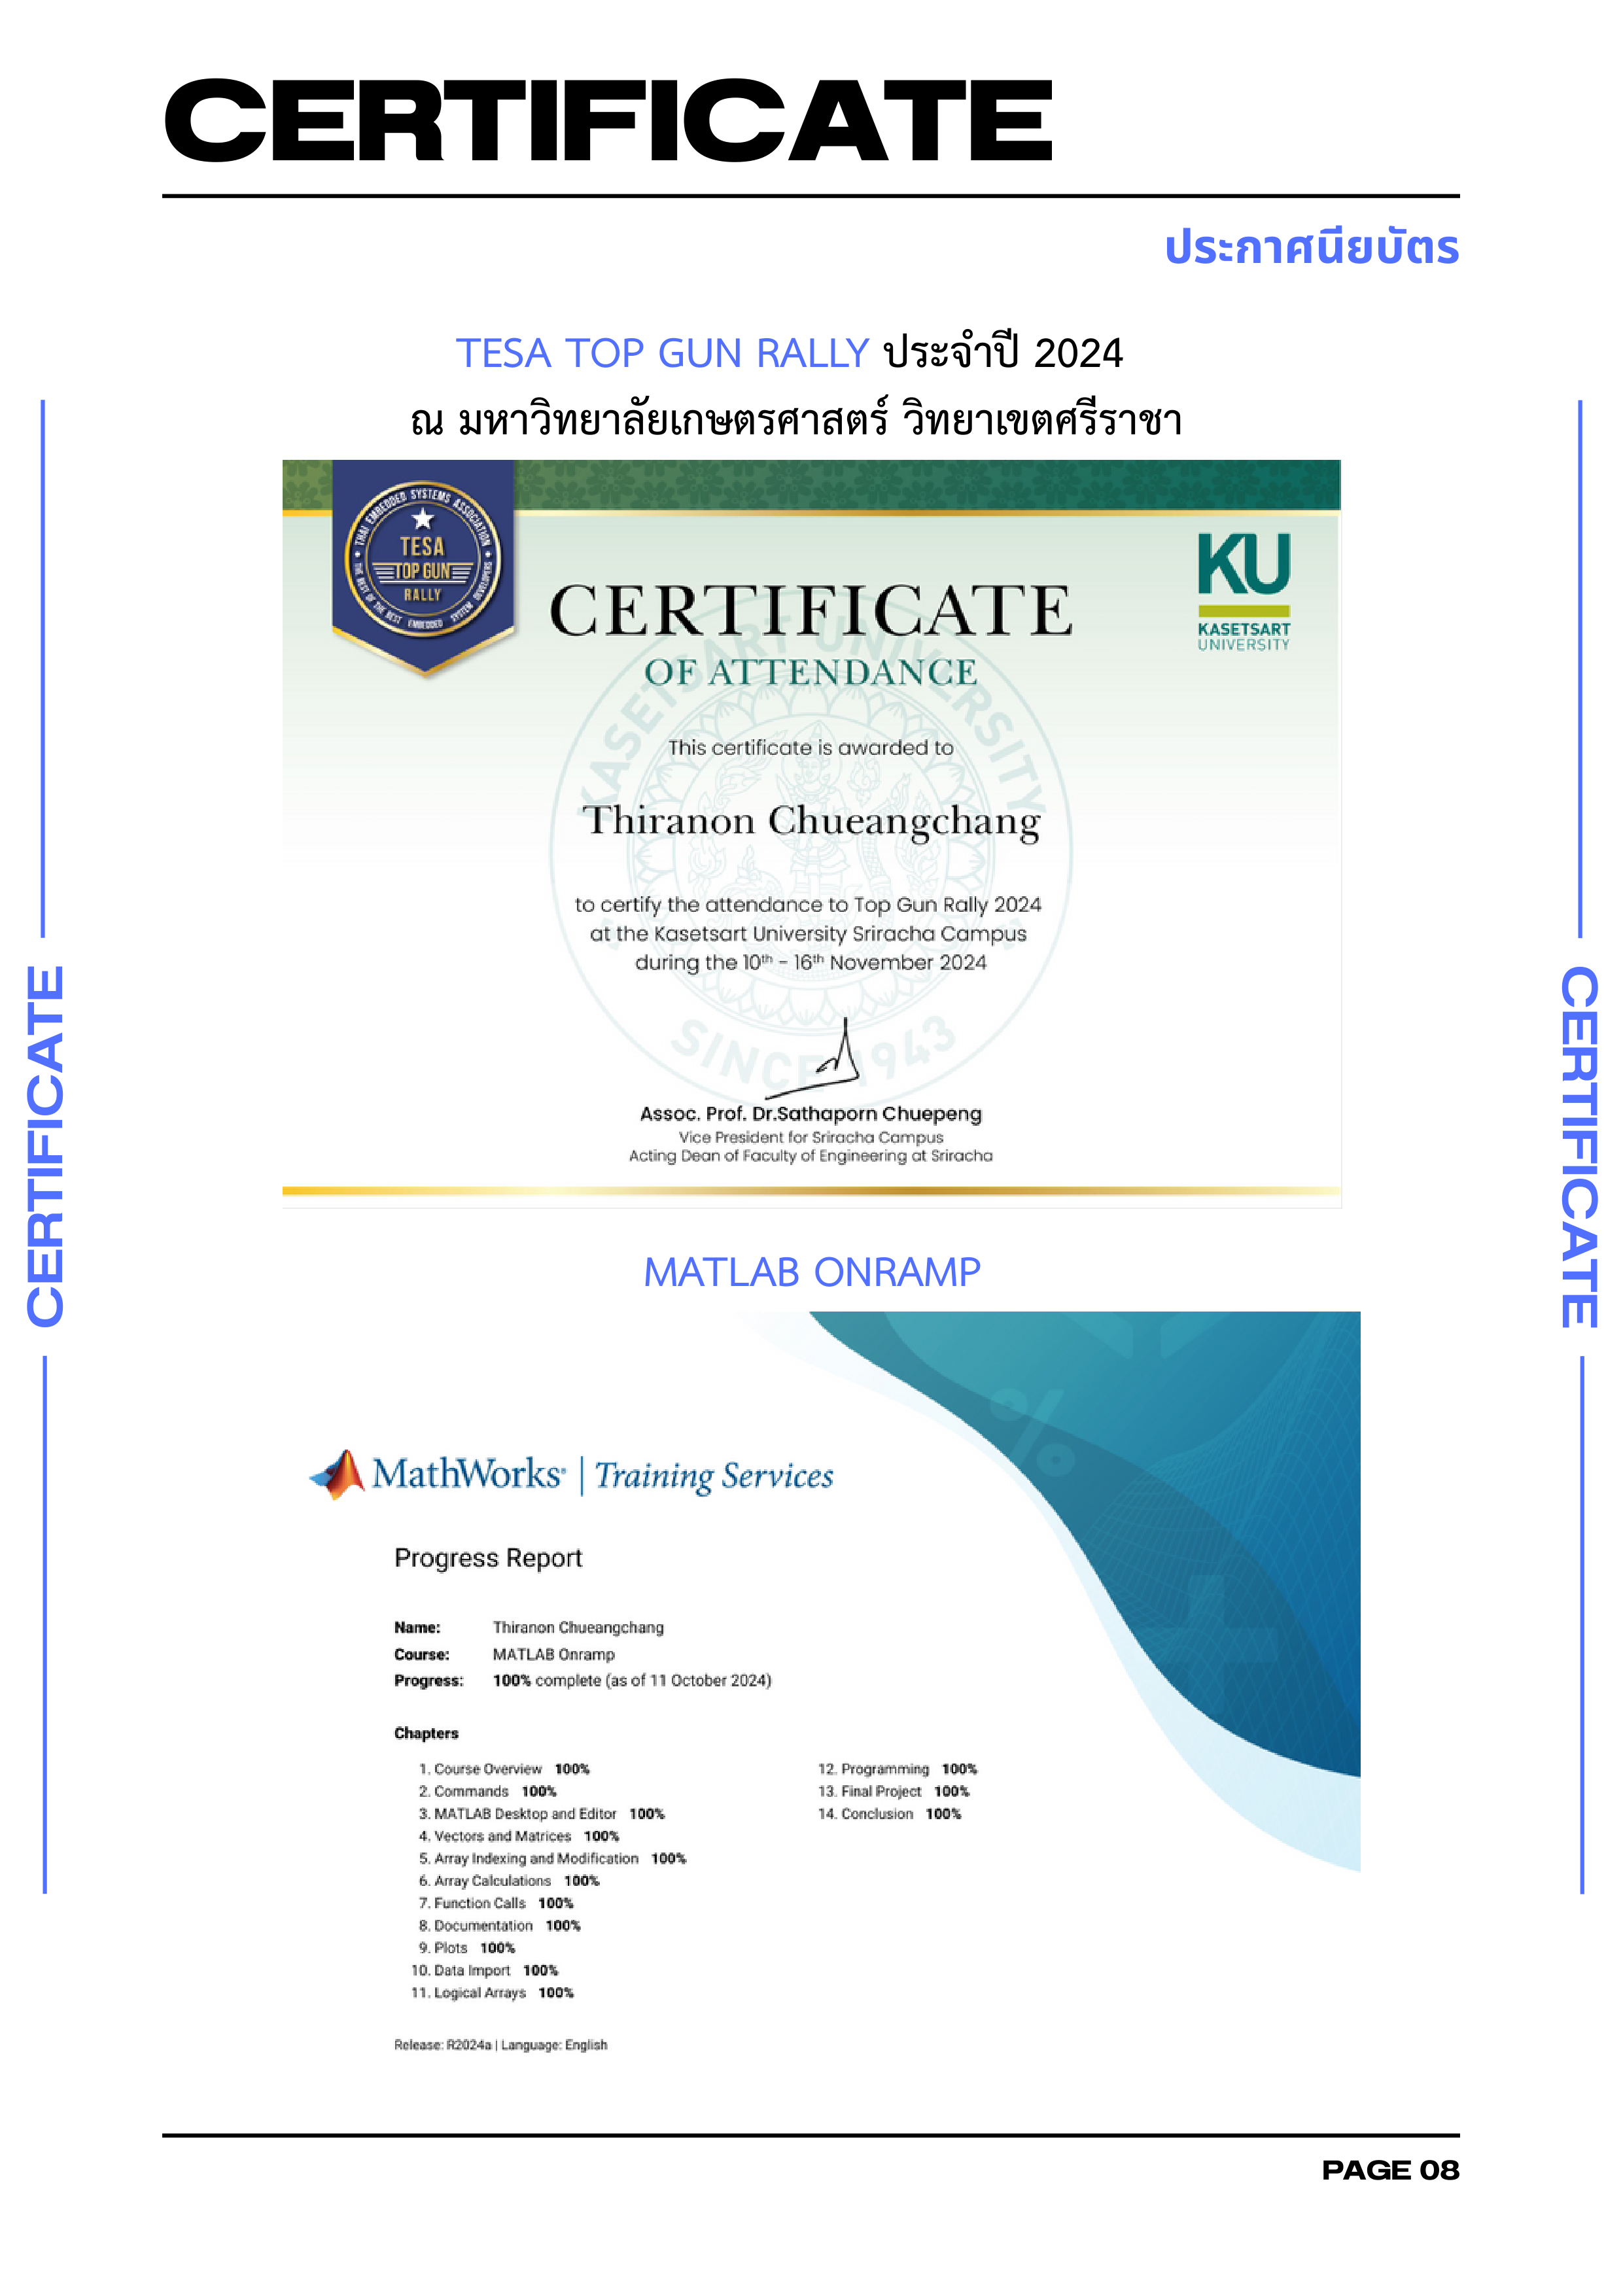 CERTIFICATE
ประกาศนียบัตร
TESA TOP GUN RALLY ประจำปี 2024
ณ มหาวิทยาลัยเกษตรศาสตร์ วิทยาเขตศรีราชา
THAI EMBEDDED SYSTEMS ASSOCIATION
TESA
TOP GUN
RALLY
THE BEST OF THE BEST EMBEDDED SYSTEM DEVELOPERS
KU
KASETSART
UNIVERSITY
CERTIFICATE
OF ATTENDANCE
KASETSART UNIVERSITY
This certificate is awarded to
Thiranon Chueangchang
to certify the attendance to Top Gun Rally 2024
at the Kasetsart University Sriracha Campus
during the 10th - 16th November 2024
SINCE 1943
Assoc. Prof. Dr.Sathaporn Chuepeng
Vice President for Sriracha Campus
Acting Dean of Faculty of Engineering at Sriracha
CERTIFICATE
CERTIFICATE
MATLAB ONRAMP
MathWorks® | Training Services
Progress Report
Name: Thiranon Chueangchang
Course: MATLAB Onramp
Progress: 100% complete (as of 11 October 2024)
Chapters
1. Course Overview 100%
2. Commands 100%
3. MATLAB Desktop and Editor 100%
4. Vectors and Matrices 100%
5. Array Indexing and Modification 100%
6. Array Calculations 100%
7. Function Calls 100%
8. Documentation 100%
9. Plots 100%
10. Data Import 100%
11. Logical Arrays 100%
12. Programming 100%
13. Final Project 100%
14. Conclusion 100%
Release: R2024a | Language: English
PAGE 08